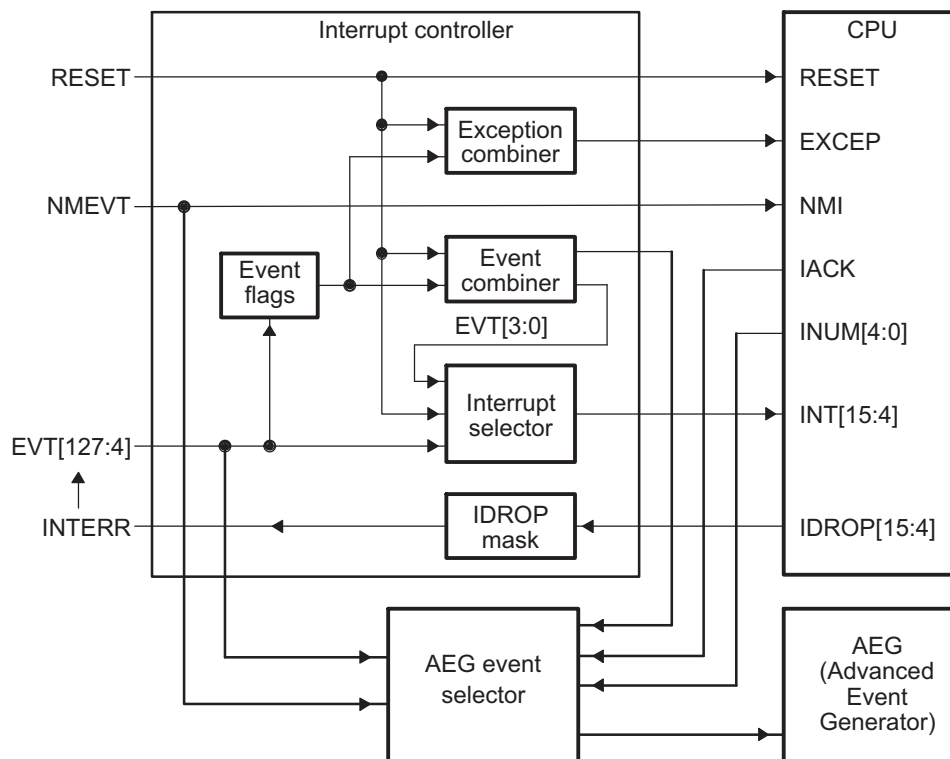 Interrupt controller
CPU
RESET
RESET
Exception
combiner
EXCEP
NMEVT
NMI
Event
flags
Event
combiner
IACK
EVT[3:0]
INUM[4:0]
Interrupt
selector
INT[15:4]
EVT[127:4]
INTERR
IDROP
mask
IDROP[15:4]
AEG event
selector
AEG
(Advanced
Event
Generator)